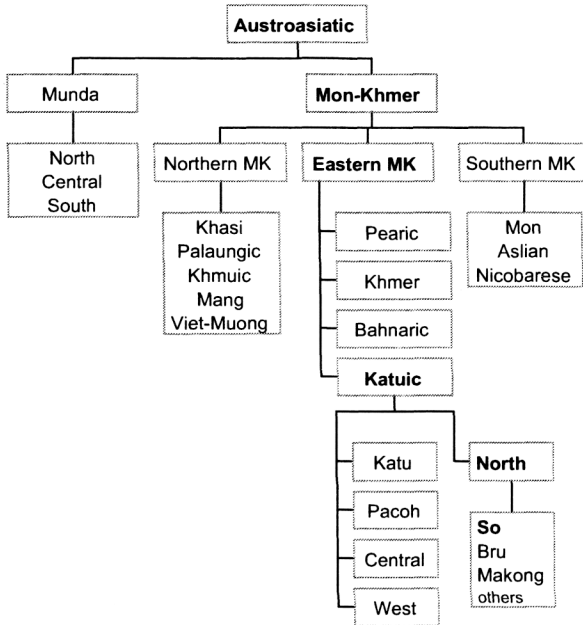 Austroasiatic
Munda
Mon-Khmer
North
Central
South
Northern MK
Eastern MK
Southern MK
Khasi
Palaungic
Khmuic
Mang
Viet-Muong
Pearic
Khmer
Bahnaric
Katuic
Mon
Aslian
Nicobarese
Katu
Pacoh
Central
West
North
So
Bru
Makong
others